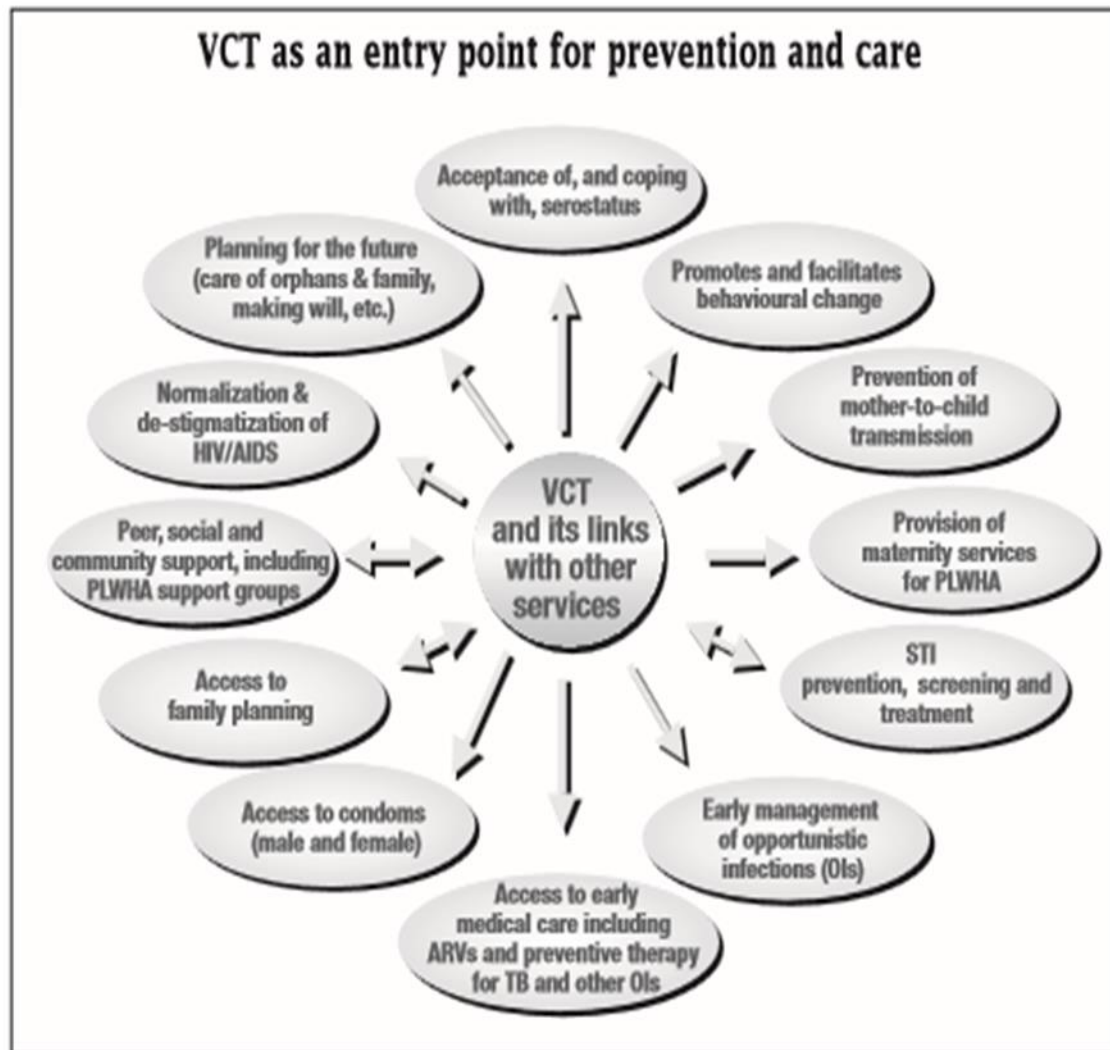 VCT as an entry point for prevention and care
Acceptance of, and coping
with, serostatus
Planning for the future
(care of orphans & family,
making will, etc.)
Promotes and facilitates
behavioural change
Normalization &
de-stigmatization of
HIV/AIDS
Prevention of
mother-to-child
transmission
VCT
and its links
with other
services
Peer, social and
community support, including
PLWHA support groups
Provision of
maternity services
for PLWHA
Access to
family planning
STI
prevention, screening and
treatment
Access to condoms
(male and female)
Early management
of opportunistic
infections (OIs)
Access to early
medical care including
ARVs and preventive therapy
for TB and other OIs